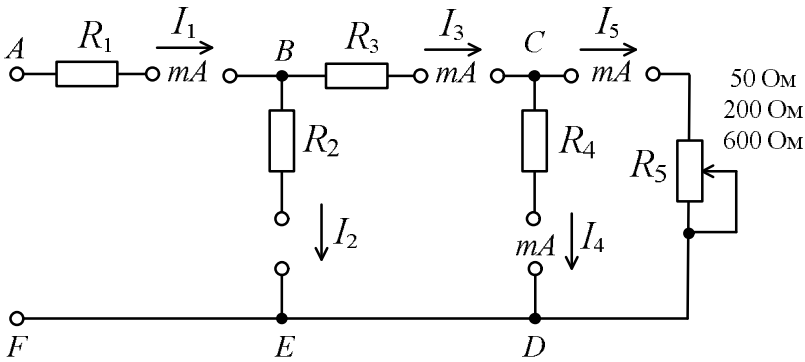 A R₁ I₁ mA B R₃ I₃ mA C I₅ mA
50 Ом
200 Ом
600 Ом
R₂ R₄ R₅
I₂ mA I₄
F E D